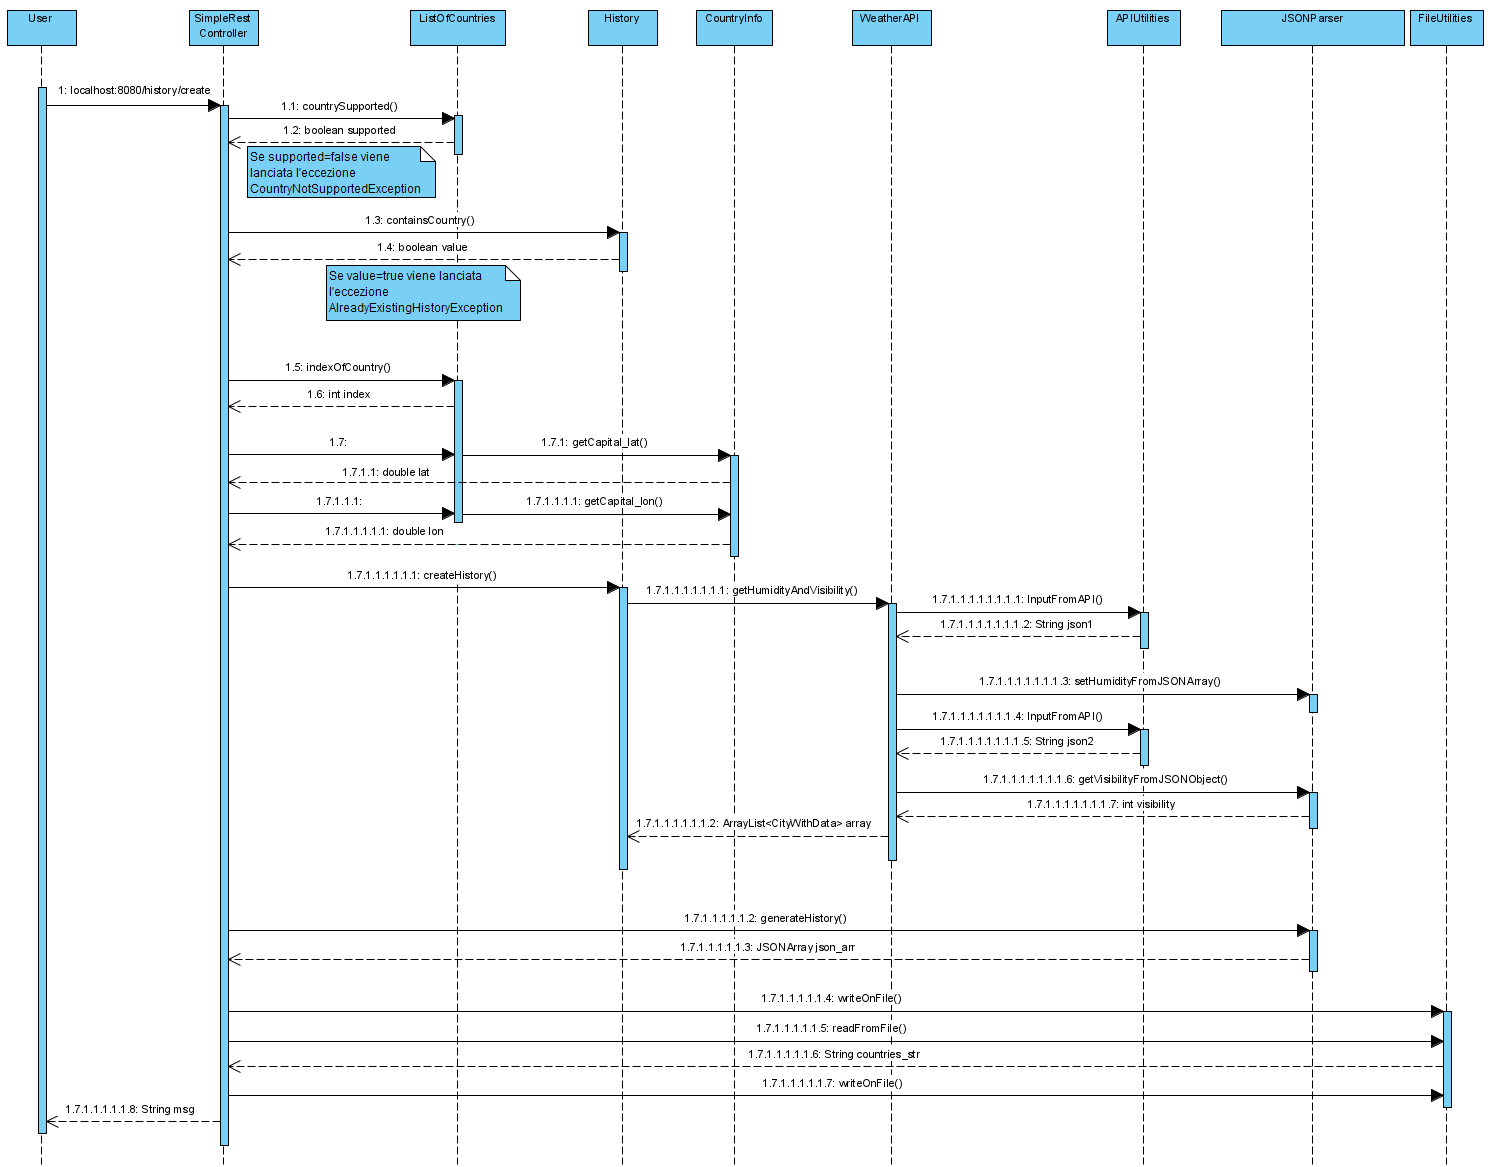 User
SimpleRest
Controller
ListOfCountries
History
CountryInfo
WeatherAPI
APIUtilities
JSONParser
FileUtilities
1: localhost:8080/history/create
1.1: countrySupported()
1.2: boolean supported
Se supported=false viene
lanciata l'eccezione
CountryNotSupportedException
1.3: containsCountry()
1.4: boolean value
Se value=true viene lanciata
l'eccezione
AlreadyExistingHistoryException
1.5: indexOfCountry()
1.6: int index
1.7:
1.7.1: getCapital_lat()
1.7.1.1: double lat
1.7.1.1.1:
1.7.1.1.1.1: getCapital_lon()
1.7.1.1.1.1.1: double lon
1.7.1.1.1.1.1.1: createHistory()
1.7.1.1.1.1.1.1.1: getHumidityAndVisibility()
1.7.1.1.1.1.1.1.1.1: InputFromAPI()
1.7.1.1.1.1.1.1.1.2: String json1
1.7.1.1.1.1.1.1.1.3: setHumidityFromJSONArray()
1.7.1.1.1.1.1.1.1.4: InputFromAPI()
1.7.1.1.1.1.1.1.1.5: String json2
1.7.1.1.1.1.1.1.1.6: getVisibilityFromJSONObject()
1.7.1.1.1.1.1.1.1.7: int visibility
1.7.1.1.1.1.1.1.2: ArrayList<CityWithData> array
1.7.1.1.1.1.1.2: generateHistory()
1.7.1.1.1.1.1.3: JSONArray json_arr
1.7.1.1.1.1.1.4: writeOnFile()
1.7.1.1.1.1.1.5: readFromFile()
1.7.1.1.1.1.1.6: String countries_str
1.7.1.1.1.1.1.7: writeOnFile()
1.7.1.1.1.1.1.8: String msg